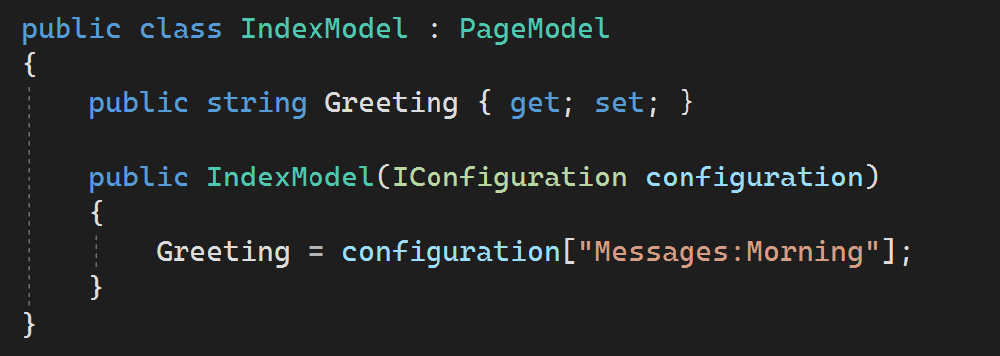 public class IndexModel : PageModel
{
    public string Greeting { get; set; }

    public IndexModel(IConfiguration configuration)
    {
        Greeting = configuration["Messages:Morning"];
    }
}